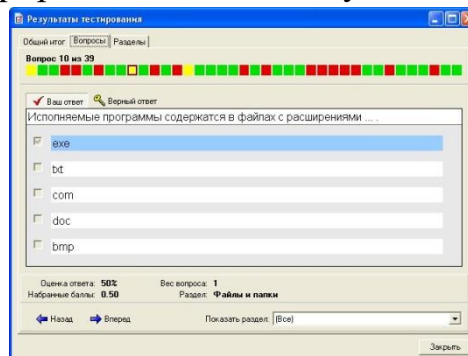 Результаты тестирования
Общий итог Вопросы Разделы
Вопрос 10 из 39
Ваш ответ Верный ответ
Исполняемые программы содержатся в файлах с расширениями ... .
exe
txt
com
doc
bmp
Оценка ответа: 50% Вес вопроса: 1
Набранные баллы: 0.50 Раздел: Файлы и папки
Назад Вперед Показать раздел: (Все)
Закрыть